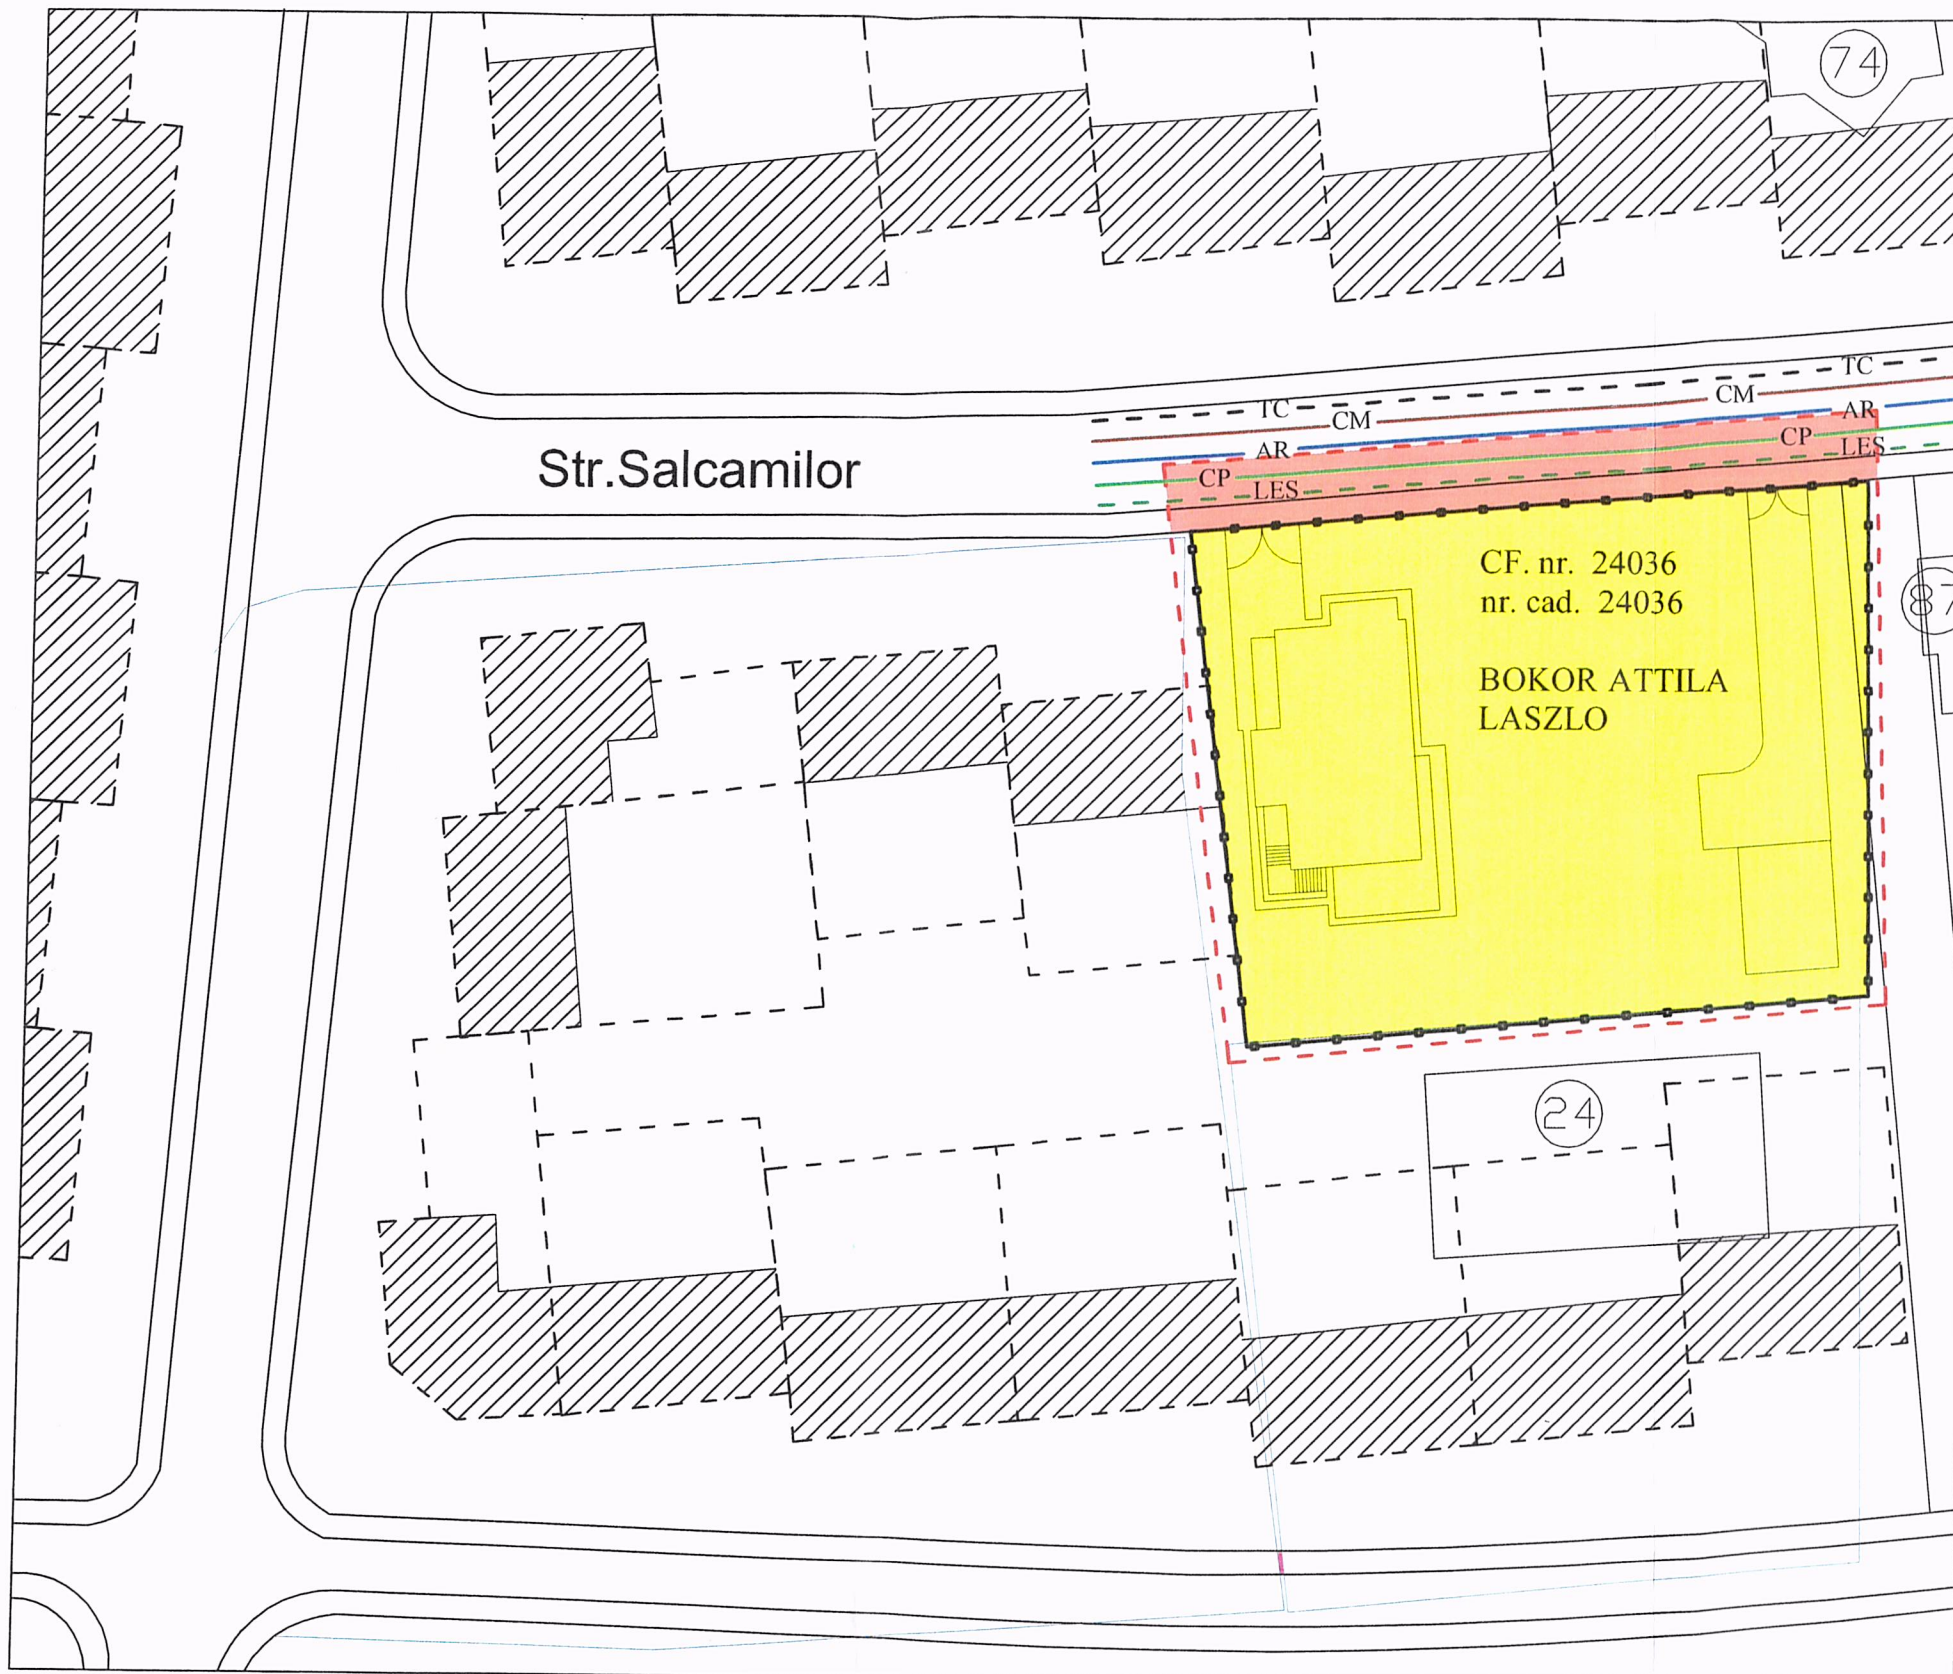 74
TC
CM
AR
TC
CM
AR
CP
LES
CP
LES
Str.Salcamilor
CF. nr. 24036
nr. cad. 24036
87
BOKOR ATTILA
LASZLO
24